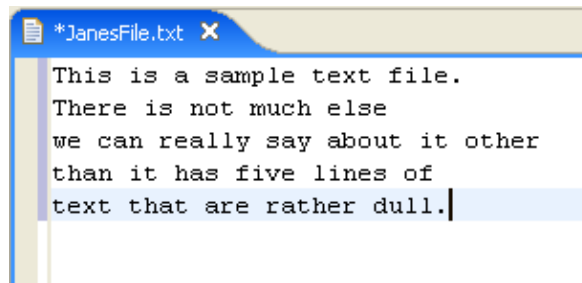 *JanesFile.txt
This is a sample text file.
There is not much else
we can really say about it other
than it has five lines of
text that are rather dull.